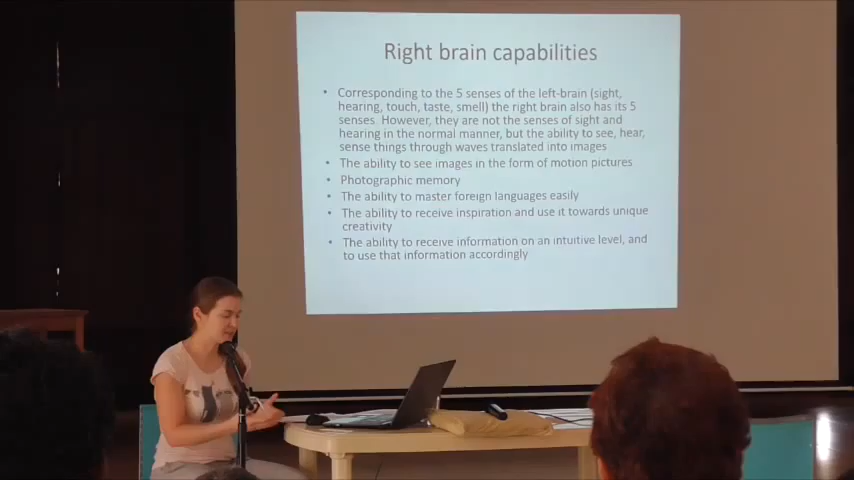 Right brain capabilities
• Corresponding to the 5 senses of the left-brain (sight,
hearing, touch, taste, smell) the right brain also has its 5
senses. However, they are not the senses of sight and
hearing in the normal manner, but the ability to see, hear,
sense things through waves translated into images
• The ability to see images in the form of motion pictures
• Photographic memory
• The ability to master foreign languages easily
• The ability to receive inspiration and use it towards unique
creativity
• The ability to receive information on an intuitive level, and
to use that information accordingly